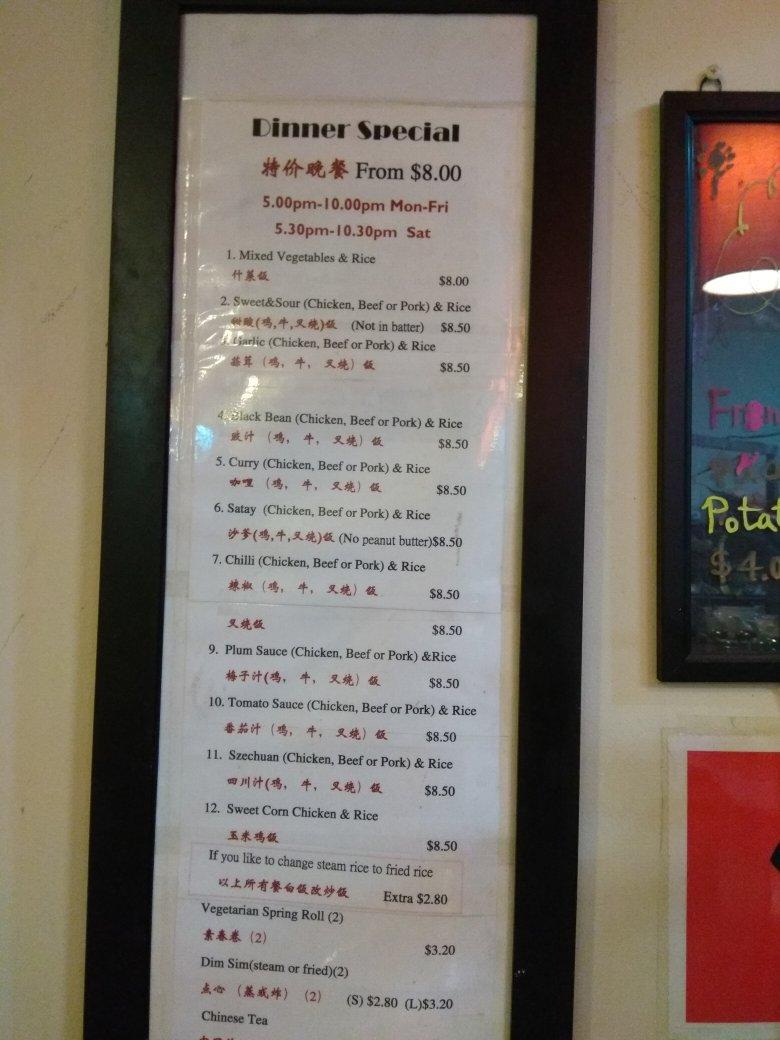 Dinner Special
特价晚餐 From $8.00
5.00pm-10.00pm Mon-Fri
5.30pm-10.30pm Sat
1. Mixed Vegetables & Rice
什菜饭
$8.00
2. Sweet&Sour (Chicken, Beef or Pork) & Rice
甜酸(鸡,牛,叉烧)饭 (Not in batter) $8.50
Garlic (Chicken, Beef or Pork) & Rice
蒜茸 (鸡, 牛, 叉烧) 饭 $8.50
4. Black Bean (Chicken, Beef or Pork) & Rice
豉汁 (鸡, 牛, 叉烧) 饭 $8.50
5. Curry (Chicken, Beef or Pork) & Rice
咖喱 (鸡, 牛, 叉烧) 饭 $8.50
6. Satay (Chicken, Beef or Pork) & Rice
沙爹(鸡,牛,叉烧)饭 (No peanut butter)$8.50
7. Chilli (Chicken, Beef or Pork) & Rice
辣椒 (鸡, 牛, 叉烧) 饭 $8.50
叉烧饭 $8.50
9. Plum Sauce (Chicken, Beef or Pork) &Rice
梅子汁(鸡, 牛, 叉烧) 饭 $8.50
10. Tomato Sauce (Chicken, Beef or Pork) & Rice
番茄汁 (鸡, 牛, 叉烧) 饭 $8.50
11. Szechuan (Chicken, Beef or Pork) & Rice
四川汁(鸡, 牛, 叉烧) 饭 $8.50
12. Sweet Corn Chicken & Rice
玉米鸡饭
$8.50
If you like to change steam rice to fried rice
以上所有餐白饭改炒饭 Extra $2.80
Vegetarian Spring Roll (2)
素春卷 (2) $3.20
Dim Sim(steam or fried)(2)
点心 (蒸或炸) (2) (S) $2.80 (L)$3.20
Chinese Tea
Potat
$4.0